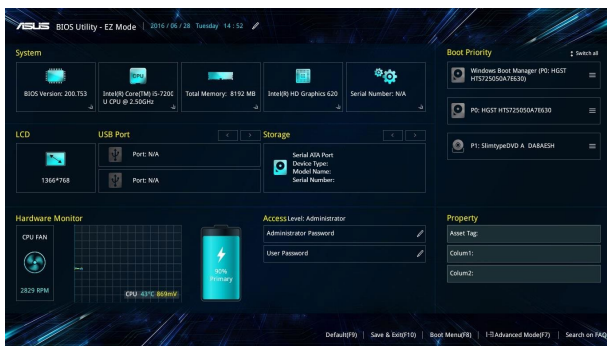 ASUS BIOS Utility - EZ Mode 2016/06/28 Tuesday 14:52
System
BIOS Version: 200.T53
Intel(R) Core(TM) i5-7200
U CPU @ 2.50GHz
Total Memory: 8192 MB
Intel(R) HD Graphics 620
Serial Number: N/A
Boot Priority
Switch all
Windows Boot Manager (P0: HGST
HTS725050A7E630)
P0: HGST HTS725050A7E630
P1: SlimtypeDVD A DA8AESH
LCD
1366*768
USB Port
Port: N/A
Port: N/A
Storage
Serial ATA Port
Device Type:
Model Name:
Serial Number:
Hardware Monitor
CPU FAN
2829 RPM
CPU 43°C 869mV
90%
Primary
Access Level: Administrator
Administrator Password
User Password
Property
Asset Tag:
Colum1:
Colum2:
Default(F9) Save & Exit(F10) Boot Menu(F8) Advanced Mode(F7) Search on FAQ